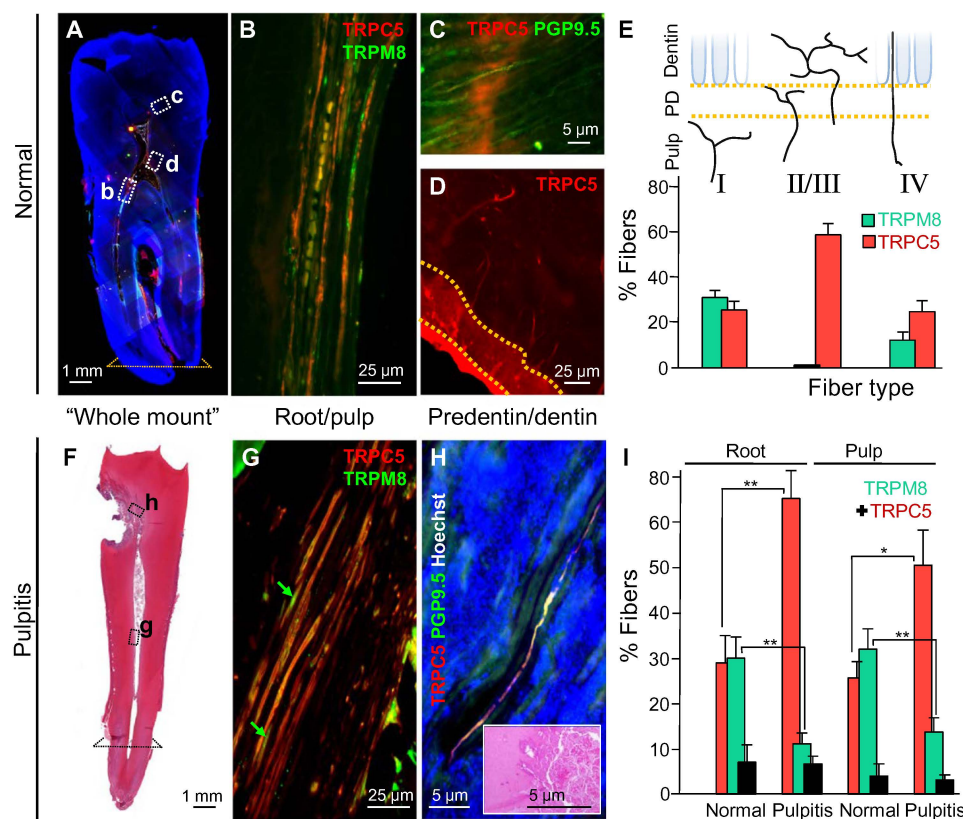 Normal
A
c
d
b
1 mm
"Whole mount"
B
TRPC5
TRPM8
25 µm
Root/pulp
C
TRPC5 PGP9.5
5 µm
D
TRPC5
25 µm
Predentin/dentin
E
Dentin
PD
Pulp
I II/III IV
% Fibers
80
60
40
20
0
TRPM8
TRPC5
Fiber type
Pulpitis
F
h
g
1 mm
G
TRPC5
TRPM8
25 µm
H
TRPC5 PGP9.5 Hoechst
5 µm
5 µm
I
Root Pulp
TRPM8
+TRPC5
% Fibers
80
70
60
50
40
30
20
10
0
**
**
*
**
Normal Pulpitis Normal Pulpitis